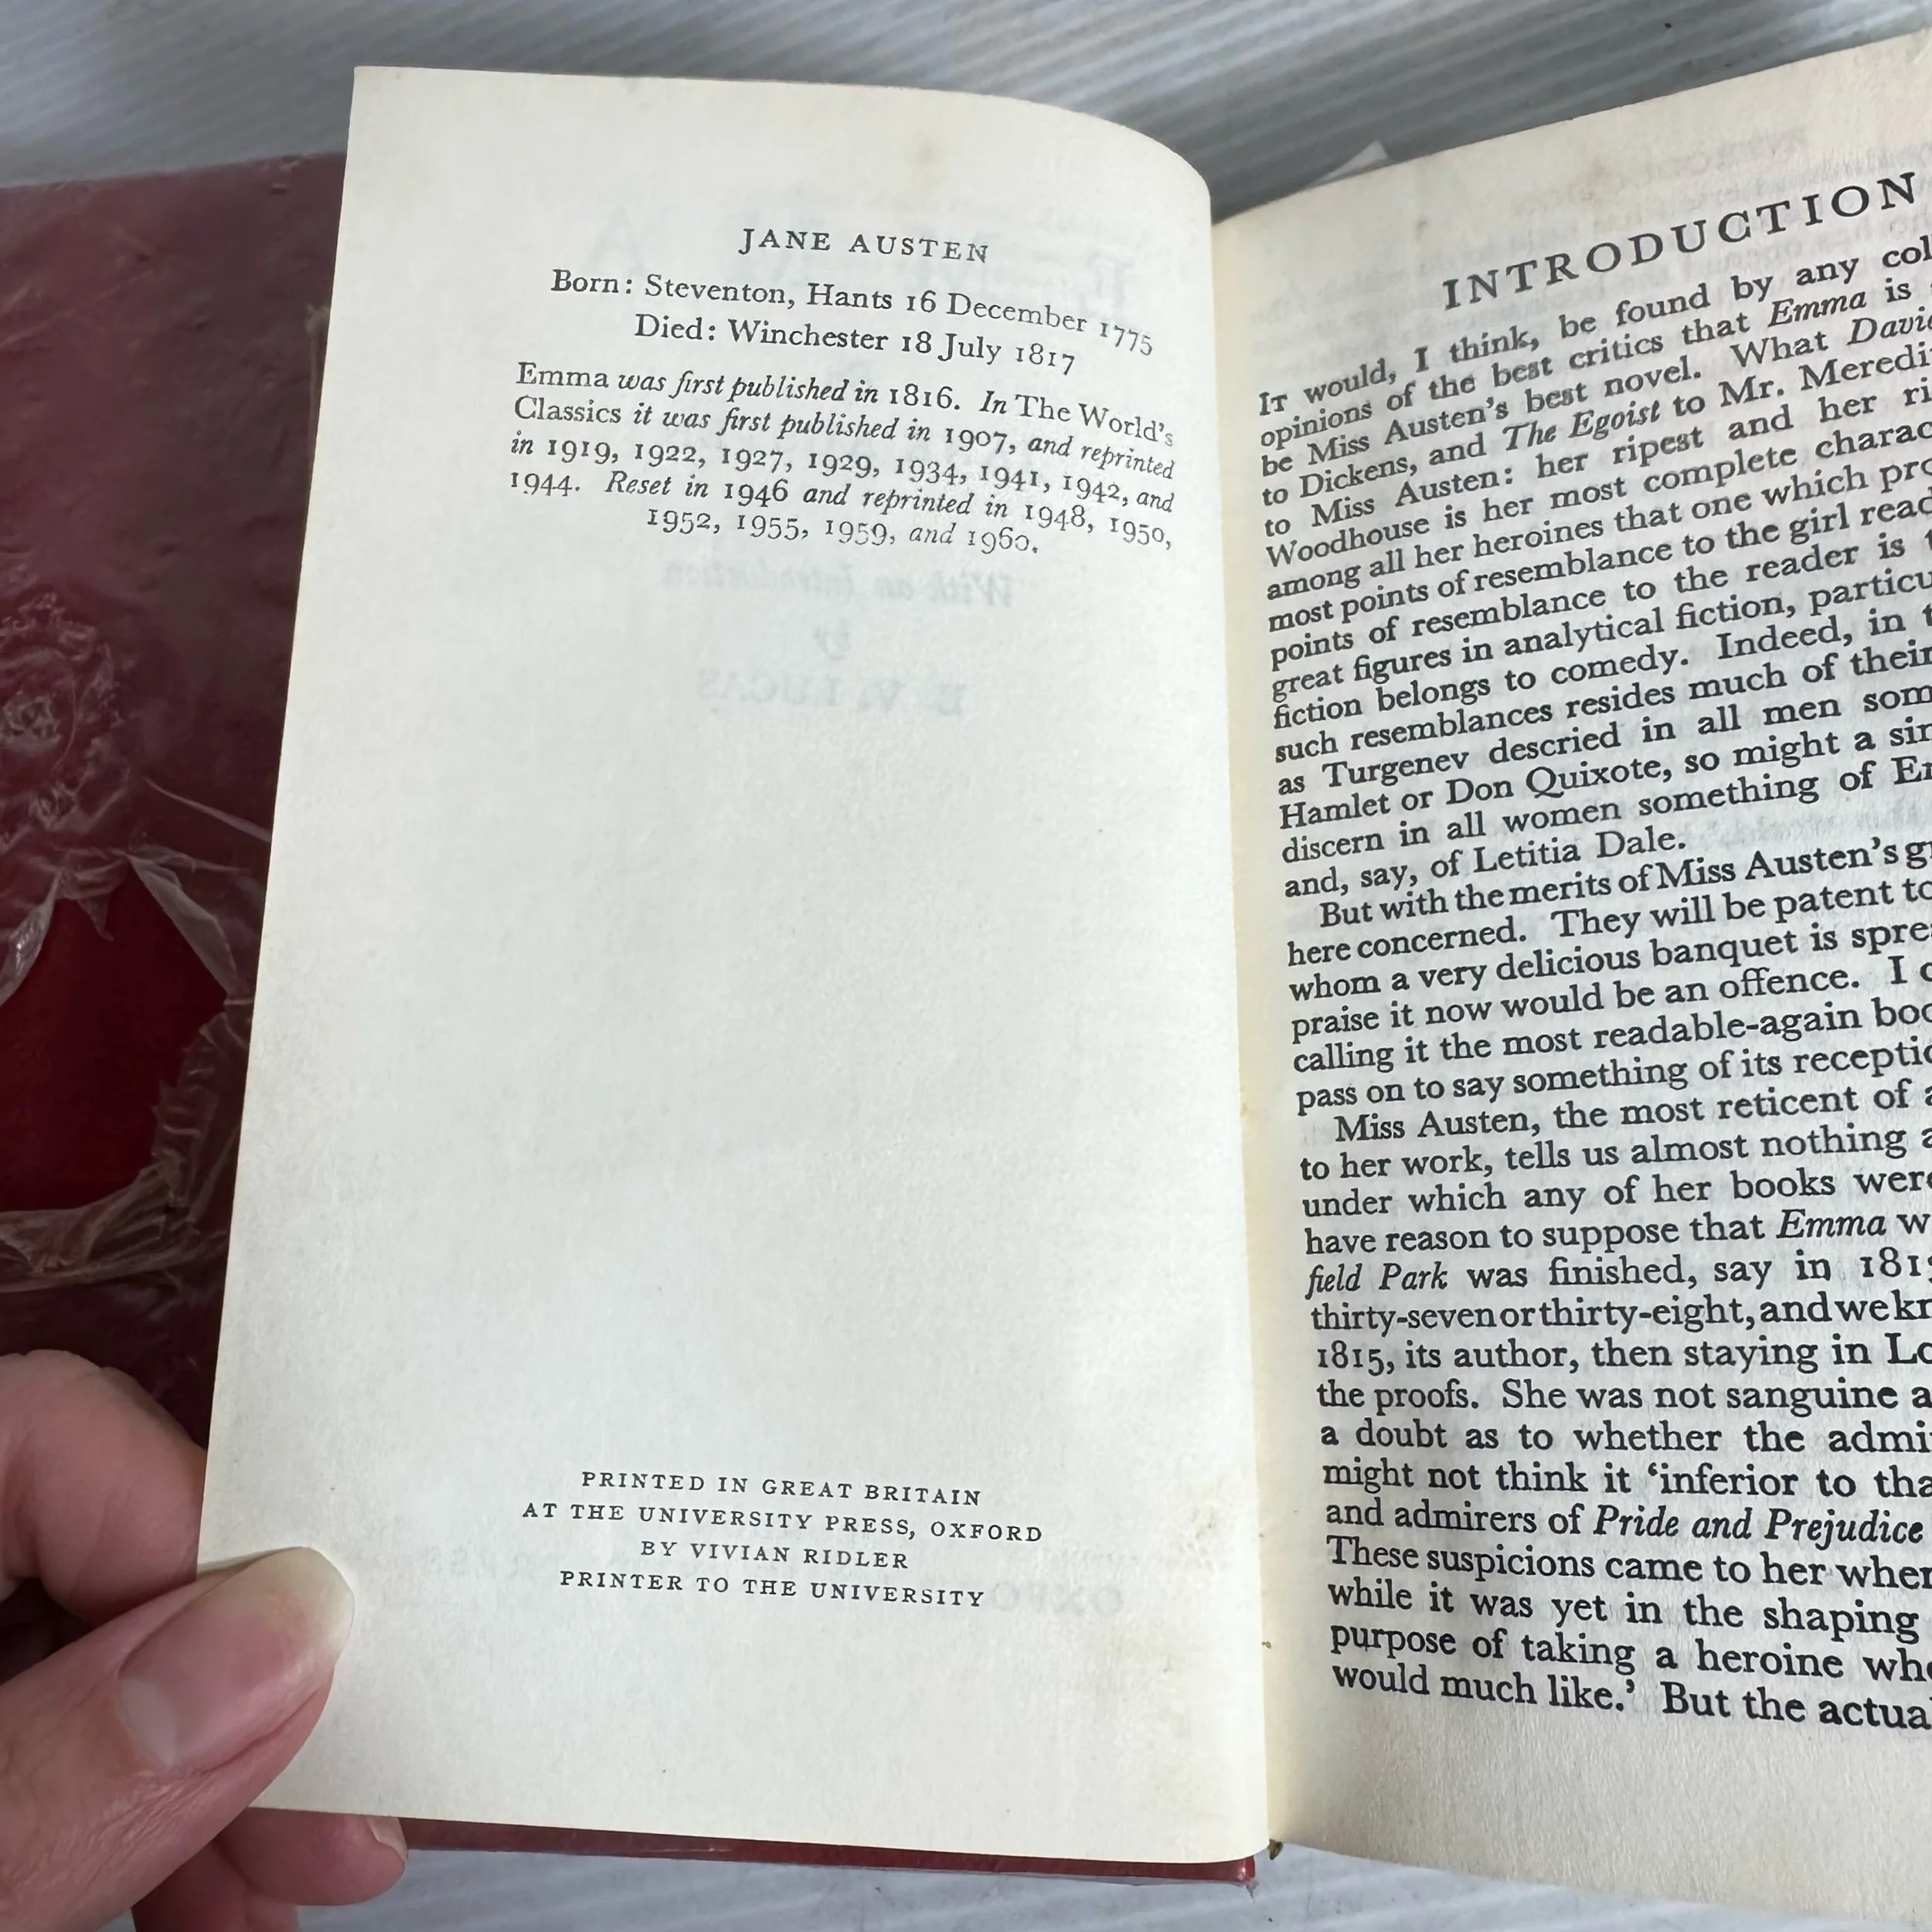 JANE AUSTEN
Born: Steventon, Hants 16 December 1775
Died: Winchester 18 July 1817
Emma was first published in 1816. In The World's
Classics it was first published in 1907, and reprinted
in 1919, 1922, 1927, 1929, 1934, 1941, 1942, and
1944. Reset in 1946 and reprinted in 1948, 1950,
1952, 1955, 1959, and 1960.
With an Introduction
by
E. V. LUCAS
PRINTED IN GREAT BRITAIN
AT THE UNIVERSITY PRESS, OXFORD
BY VIVIAN RIDLER
PRINTER TO THE UNIVERSITY
INTRODUCTION
IT would, I think, be found by any
opinions of the best critics that Emma is
be Miss Austen's best novel. What
to Dickens, and The Egoist to Mr.
to Miss Austen: her ripest and her
Woodhouse is her most complete
among all her heroines that one which
most points of resemblance to the girl
points of resemblance to the reader is
great figures in analytical fiction,
fiction belongs to comedy. Indeed, in
such resemblances resides much of their
as Turgenev descried in all men
Hamlet or Don Quixote, so might a
discern in all women something of
and, say, of Letitia Dale.
But with the merits of Miss Austen's
here concerned. They will be patent
whom a very delicious banquet is
praise it now would be an offence. I
calling it the most readable-again
pass on to say something of its
Miss Austen, the most reticent of
to her work, tells us almost nothing
under which any of her books were
have reason to suppose that Emma
field Park was finished, say in
thirty-seven or thirty-eight, and we
1815, its author, then staying in
the proofs. She was not sanguine
a doubt as to whether the
might not think it 'inferior to
and admirers of Pride and Prejudice
These suspicions came to her
while it was yet in the shaping
purpose of taking a heroine
would much like.' But the